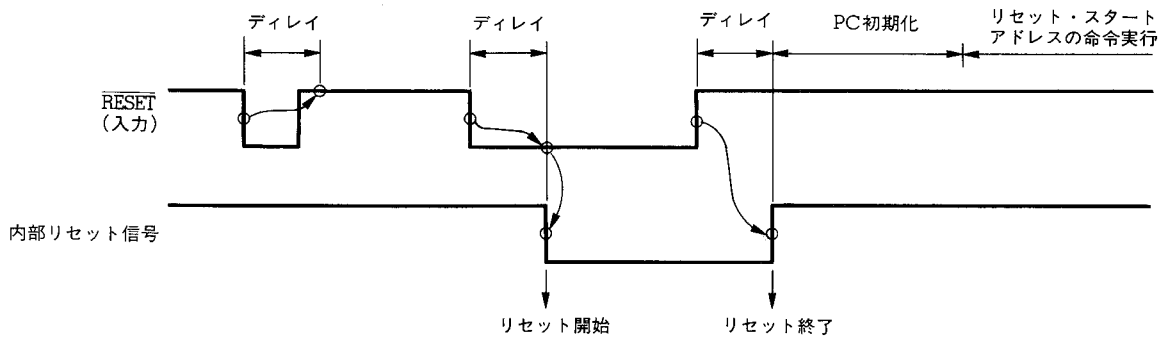 ディレイ
ディレイ
ディレイ
PC初期化
リセット・スタート
アドレスの命令実行
RESET
(入力)
内部リセット信号
リセット開始
リセット終了